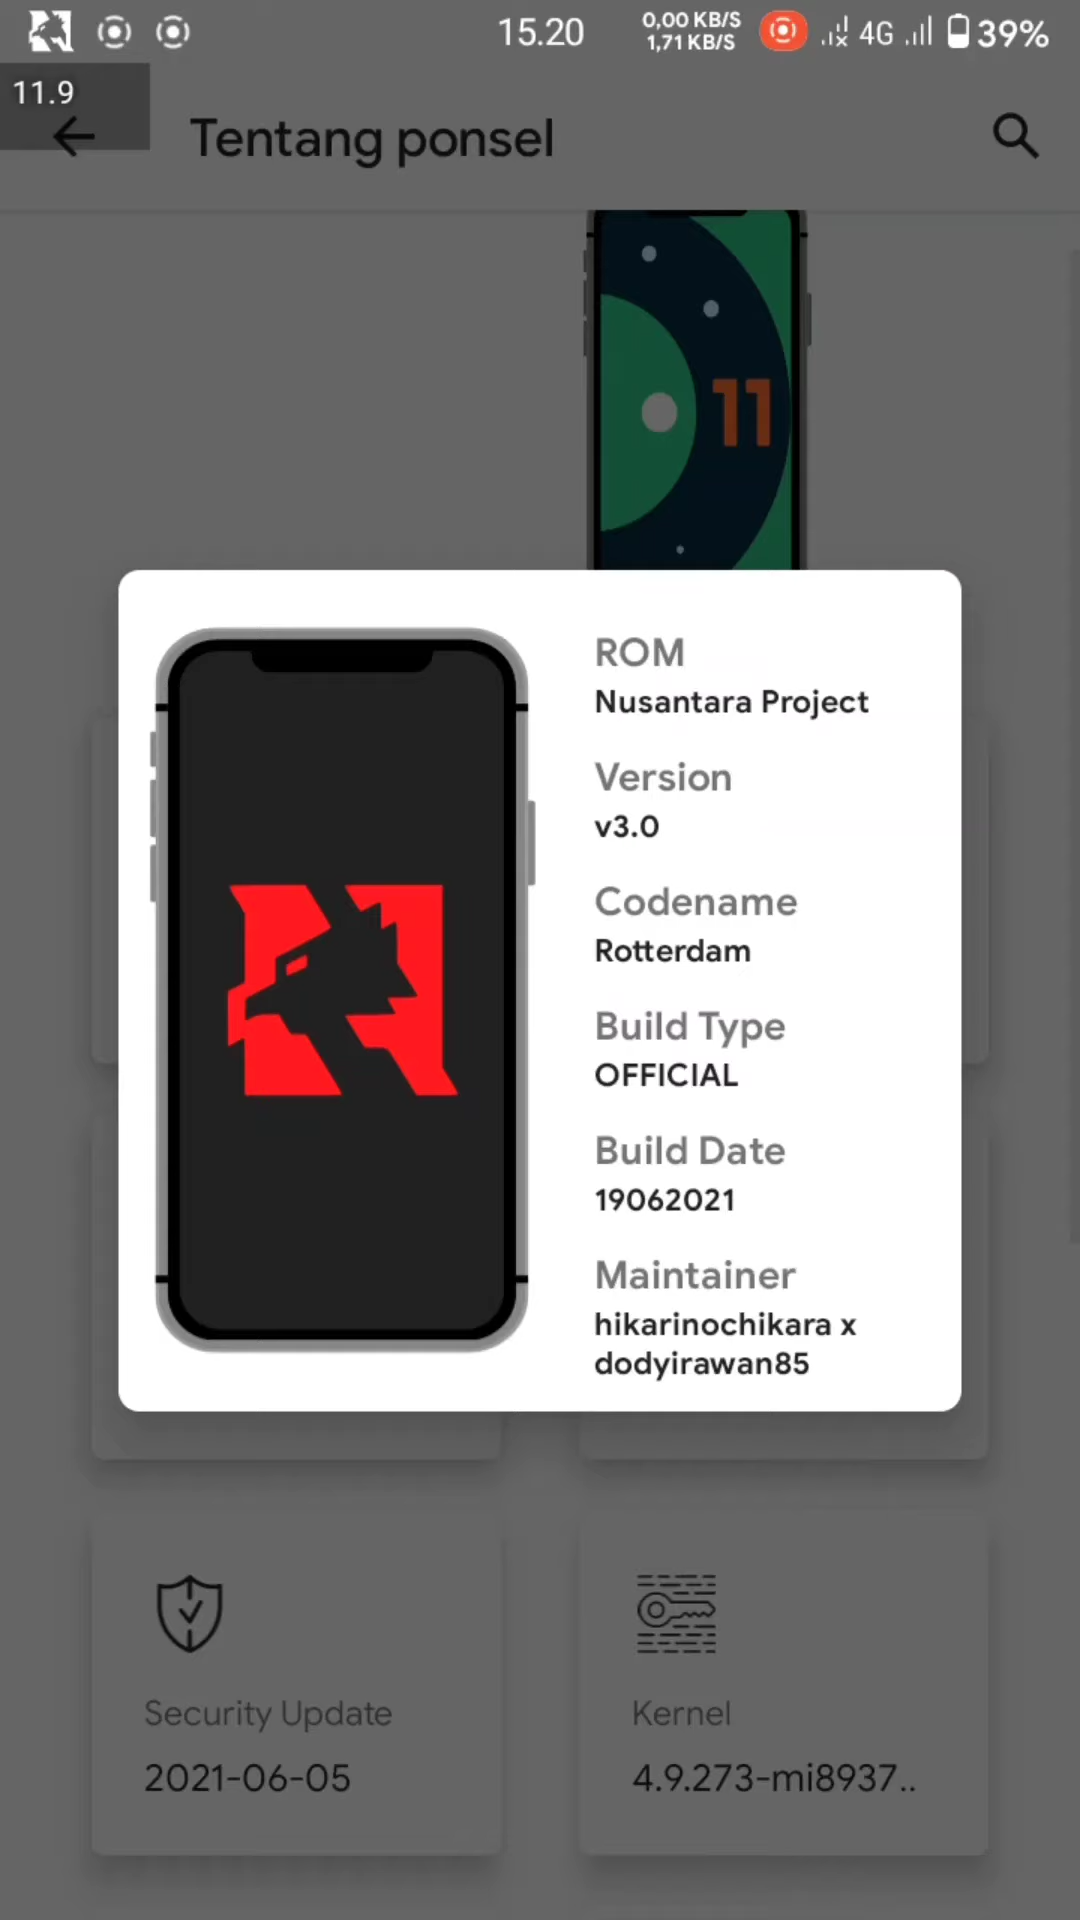 15.20
0,00 KB/S
1,71 KB/S
4G
39%
11.9
Tentang ponsel
11
ROM
Nusantara Project
Version
v3.0
Codename
Rotterdam
Build Type
OFFICIAL
Build Date
19062021
Maintainer
hikarinochikara x
dodyirawan85
Security Update
2021-06-05
Kernel
4.9.273-mi8937..